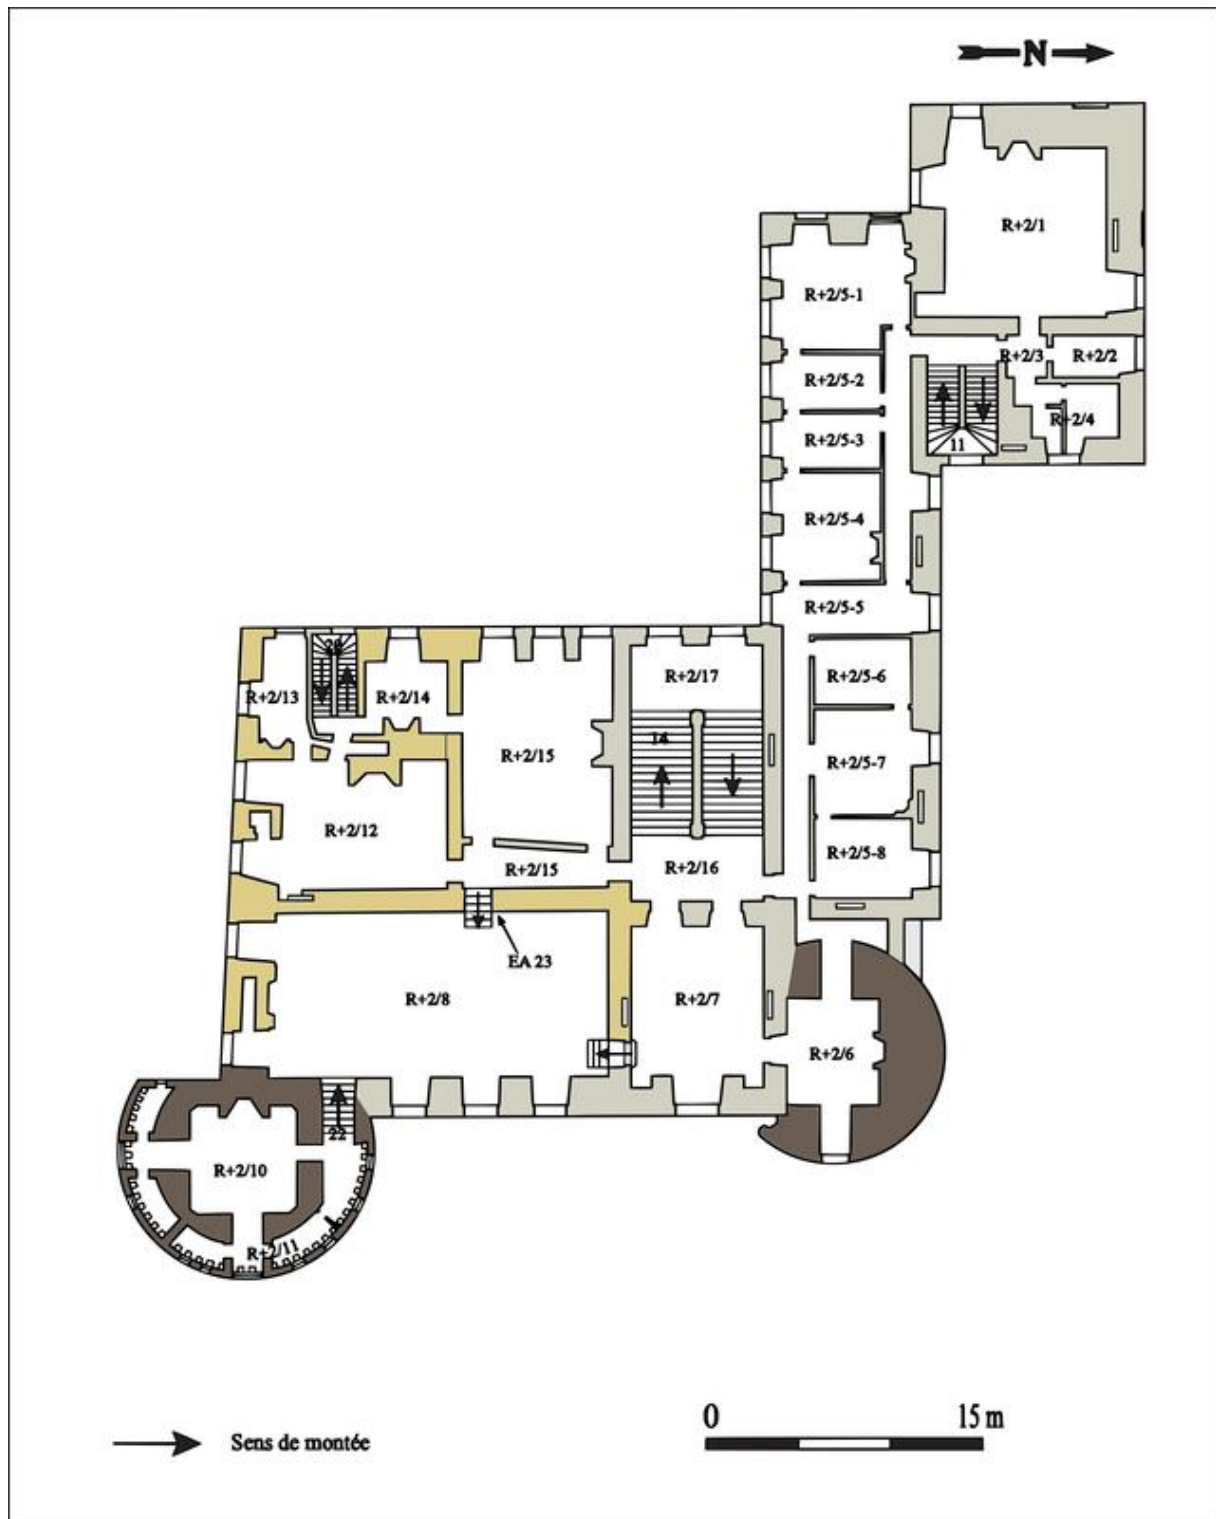 N
R+2/1
R+2/5-1
R+2/3
R+2/2
R+2/5-2
R+2/4
R+2/5-3
11
R+2/5-4
R+2/5-5
20
R+2/13
R+2/14
R+2/17
R+2/5-6
14
R+2/15
R+2/5-7
R+2/12
R+2/5-8
R+2/15
R+2/16
EA 23
R+2/8
R+2/7
R+2/6
22
R+2/10
R+2/11
0
15 m
Sens de montée